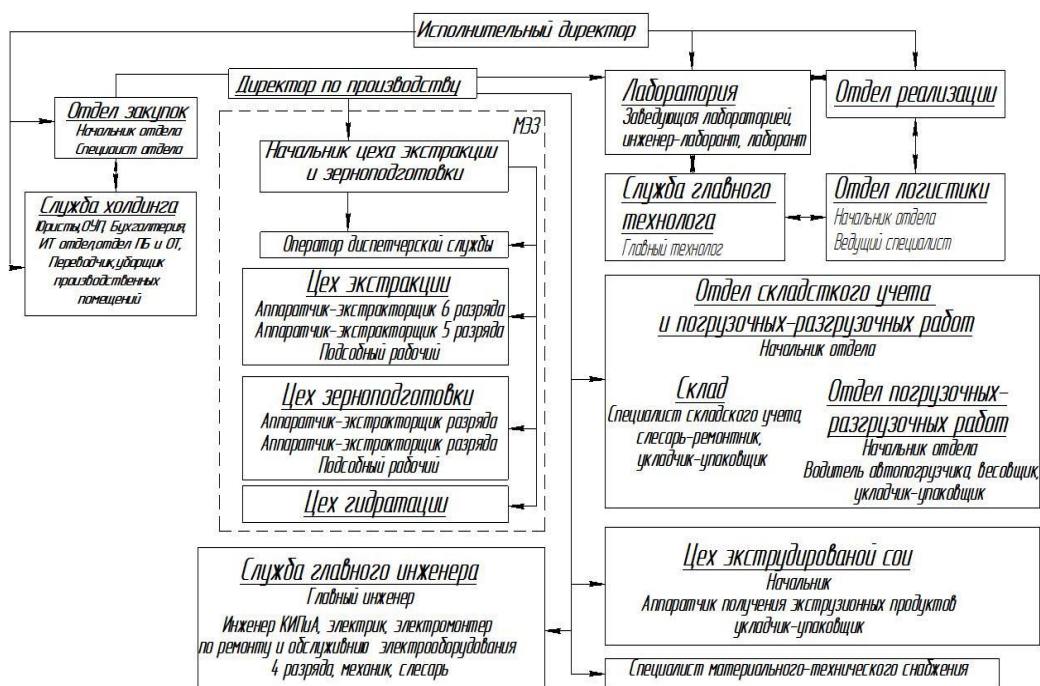 Исполнительный директор
Директор по производству
Отдел закупок
Начальник отдела
Специалист отдела
Служба холдинга
Юристы,ОУП, Бухгалтерия,
ИТ отдел,отдел ПБ и ОТ,
Переводчик,уборщик
производственных
помещений
МЭЗ
Начальник цеха экстракции
и зерноподготовки
Оператор диспетчерской службы
Цех экстракции
Аппаратчик-экстракторщик 6 разряда
Аппаратчик-экстракторщик 5 разряда
Подсобный рабочий
Цех зерноподготовки
Аппаратчик-экстракторщик разряда
Аппаратчик-экстракторщик разряда
Подсобный рабочий
Цех гидратации
Служба главного инженера
Главный инженер
Инженер КИПиА, электрик, электромонтер
по ремонту и обслуживнию электрооборудования
4 разряда, механик, слесарь
Лаборатория
Заведующая лабораторией,
инженер-лаборант, лаборант
Отдел реализации
Служба главного
технолога
Главный технолог
Отдел логистики
Начальник отдела
Ведущий специалист
Отдел складсткого учета
и погрузочных-разгрузочных работ
Начальник отдела
Склад
Специалист складского учета,
слесарь-ремонтник,
укладчик-упаковщик
Отдел погрузочных-
разгрузочных работ
Начальник отдела
Водитель автопогрузчика, весовщик,
укладчик-упаковщик
Цех экструдированой сои
Начальник
Аппаратчик получения экструзионных продуктов
укладчик-упаковщик
Специалист материального-технического снабжения